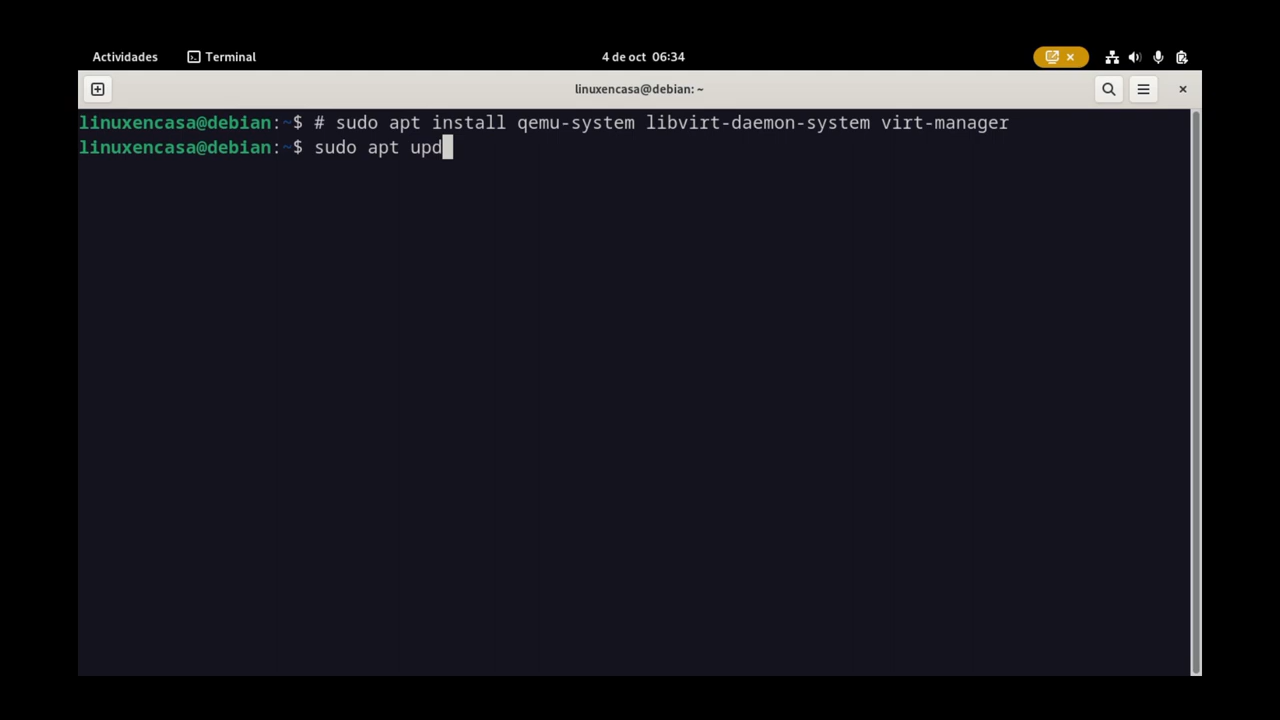 Actividades Terminal 4 de oct 06:34
linuxencasa@debian: ~
linuxencasa@debian:~$ # sudo apt install qemu-system libvirt-daemon-system virt-manager
linuxencasa@debian:~$ sudo apt upd